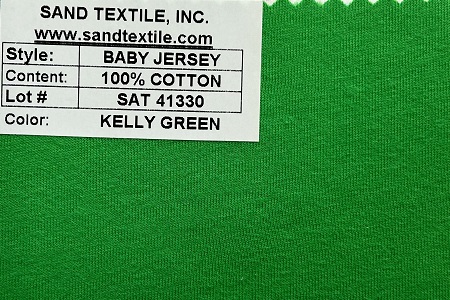 SAND TEXTILE, INC.
www.sandtextile.com
Style: BABY JERSEY
Content: 100% COTTON
Lot # SAT 41330
Color: KELLY GREEN